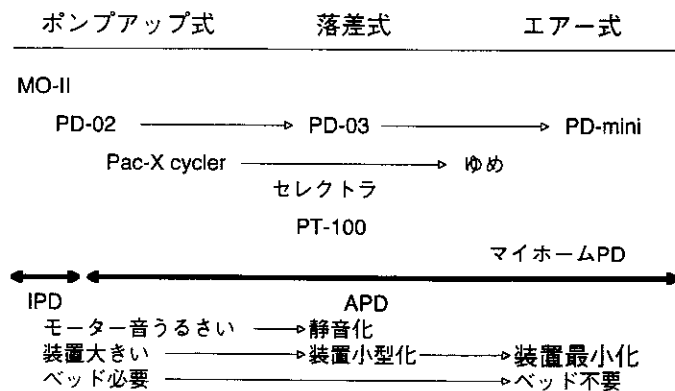 ポンプアップ式 落差式 エアー式
MO-II
PD-02 PD-03 PD-mini
Pac-X cycler ゆめ
セレクトラ
PT-100
マイホームPD
IPD APD
モーター音うるさい 静音化
装置大きい 装置小型化 装置最小化
ベッド必要 ベッド不要